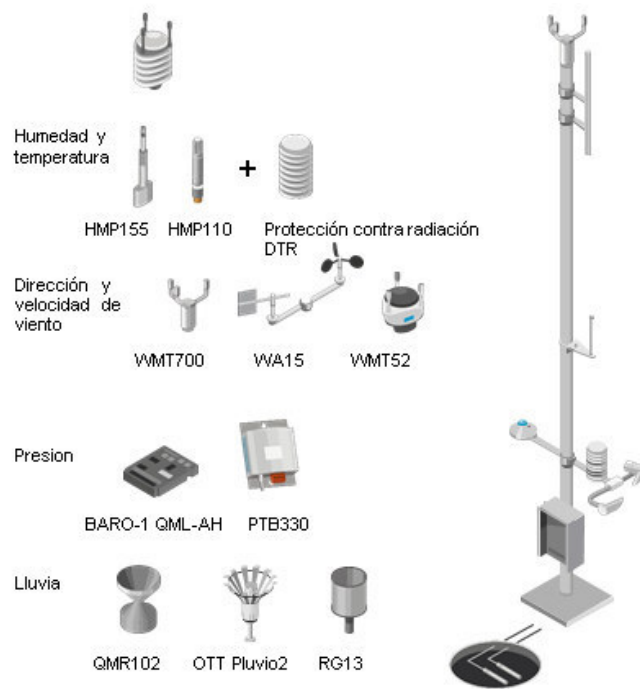 Humedad y
temperatura
+
HMP155
HMP110
Protección contra radiación
DTR
Dirección y
velocidad de
viento
WMT700
WA15
WMT52
Presion
BARO-1 QML-AH
PTB330
Lluvia
QMR102
OTT Pluvio2
RG13